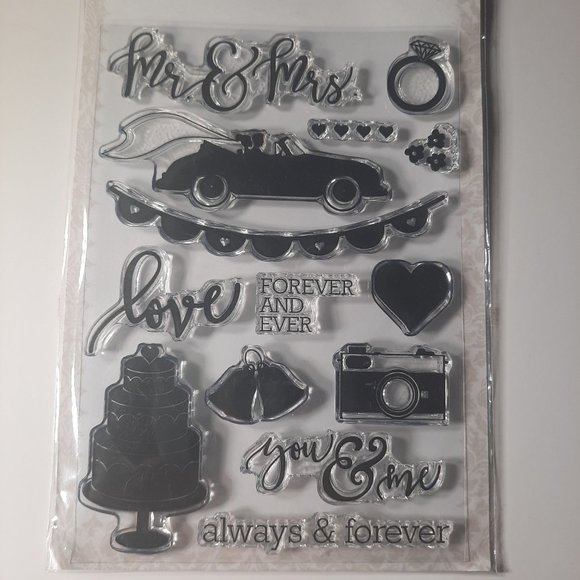 Mr & Mrs
love
FOREVER
AND
EVER
you & me
always & forever